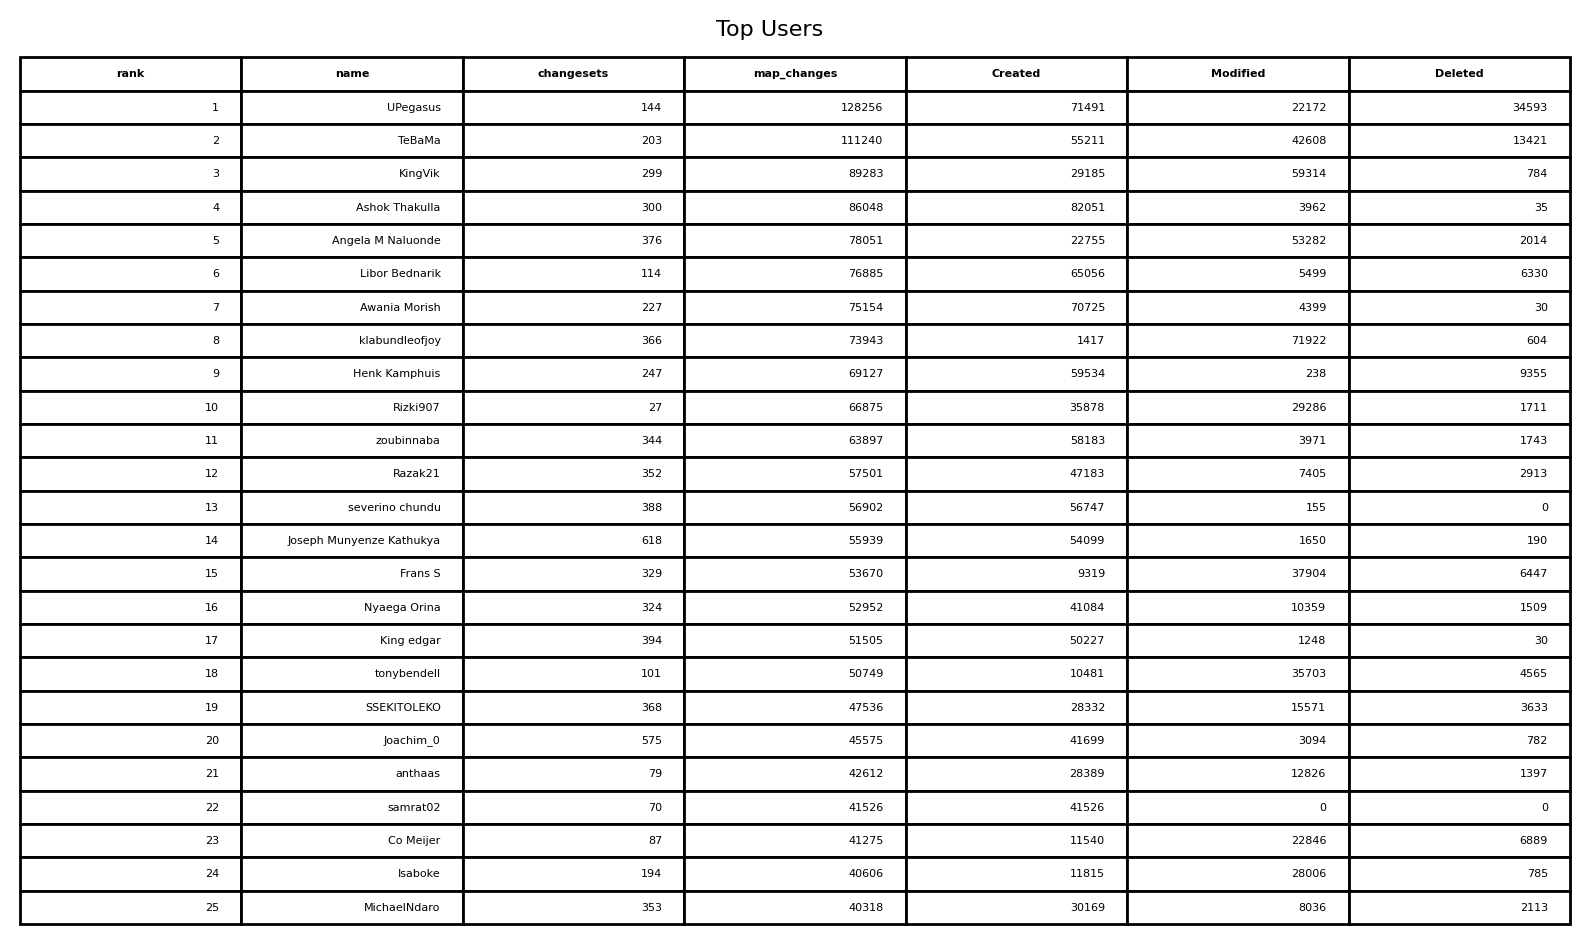 Top Users
rank name changesets map_changes Created Modified Deleted
1 UPegasus 144 128256 71491 22172 34593
2 TeBaMa 203 111240 55211 42608 13421
3 KingVik 299 89283 29185 59314 784
4 Ashok Thakulla 300 86048 82051 3962 35
5 Angela M Naluonde 376 78051 22755 53282 2014
6 Libor Bednarik 114 76885 65056 5499 6330
7 Awania Morish 227 75154 70725 4399 30
8 klabundleofjoy 366 73943 1417 71922 604
9 Henk Kamphuis 247 69127 59534 238 9355
10 Rizki907 27 66875 35878 29286 1711
11 zoubinnaba 344 63897 58183 3971 1743
12 Razak21 352 57501 47183 7405 2913
13 severino chundu 388 56902 56747 155 0
14 Joseph Munyenze Kathukya 618 55939 54099 1650 190
15 Frans S 329 53670 9319 37904 6447
16 Nyaega Orina 324 52952 41084 10359 1509
17 King edgar 394 51505 50227 1248 30
18 tonybendell 101 50749 10481 35703 4565
19 SSEKITOLEKO 368 47536 28332 15571 3633
20 Joachim_0 575 45575 41699 3094 782
21 anthaas 79 42612 28389 12826 1397
22 samrat02 70 41526 41526 0 0
23 Co Meijer 87 41275 11540 22846 6889
24 Isaboke 194 40606 11815 28006 785
25 MichaelNdaro 353 40318 30169 8036 2113